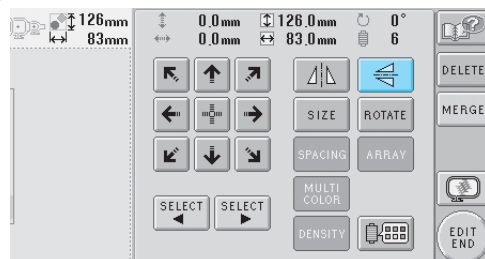 126mm 0.0mm 126.0mm 0°
83mm 0.0mm 83.0mm 6
DELETE
SIZE ROTATE MERGE
SPACING ARRAY
MULTI
COLOR
SELECT SELECT
DENSITY
EDIT
END